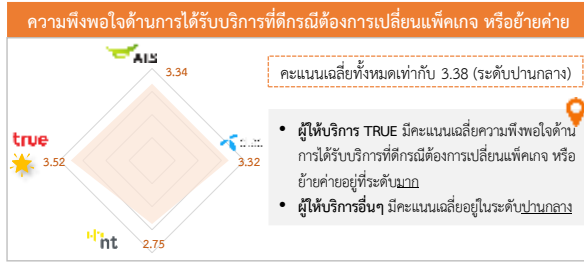 ความพึงพอใจด้านการได้รับบริการที่ดีกรณีต้องการเปลี่ยนแพ็คเกจ หรือย้ายค่าย
AIS
3.34
คะแนนเฉลี่ยทั้งหมดเท่ากับ 3.38 (ระดับปานกลาง)
true
3.52
3.32
• ผู้ให้บริการ TRUE มีคะแนนเฉลี่ยความพึงพอใจด้าน
การได้รับบริการที่ดีกรณีต้องการเปลี่ยนแพ็คเกจ หรือ
ย้ายค่ายอยู่ที่ระดับมาก
• ผู้ให้บริการอื่นๆ มีคะแนนเฉลี่ยอยู่ในระดับปานกลาง
nt
2.75